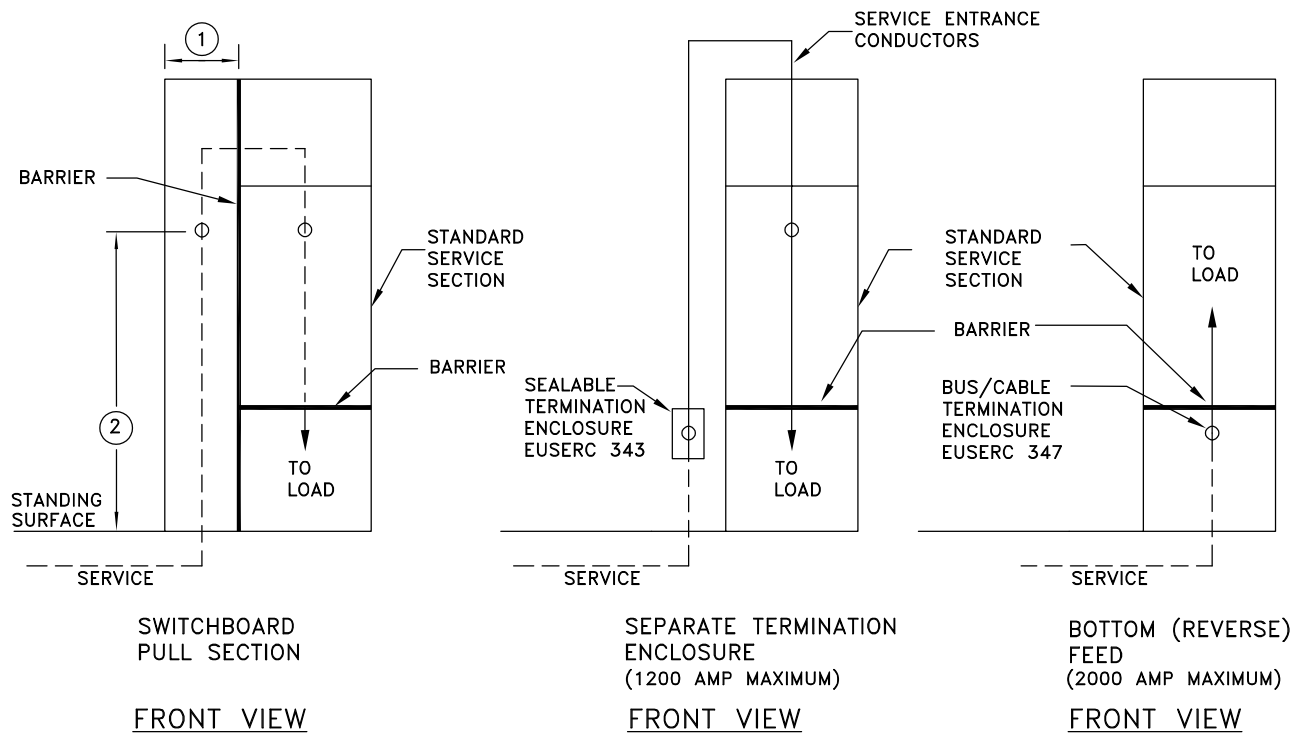 1
BARRIER
2
STANDING
SURFACE
SERVICE
TO
LOAD
STANDARD
SERVICE
SECTION
BARRIER
SWITCHBOARD
PULL SECTION
FRONT VIEW
SERVICE ENTRANCE
CONDUCTORS
SEALABLE
TERMINATION
ENCLOSURE
EUSERC 343
TO
LOAD
SERVICE
SEPARATE TERMINATION
ENCLOSURE
(1200 AMP MAXIMUM)
FRONT VIEW
STANDARD
SERVICE
SECTION
BARRIER
BUS/CABLE
TERMINATION
ENCLOSURE
EUSERC 347
TO
LOAD
SERVICE
BOTTOM (REVERSE)
FEED
(2000 AMP MAXIMUM)
FRONT VIEW